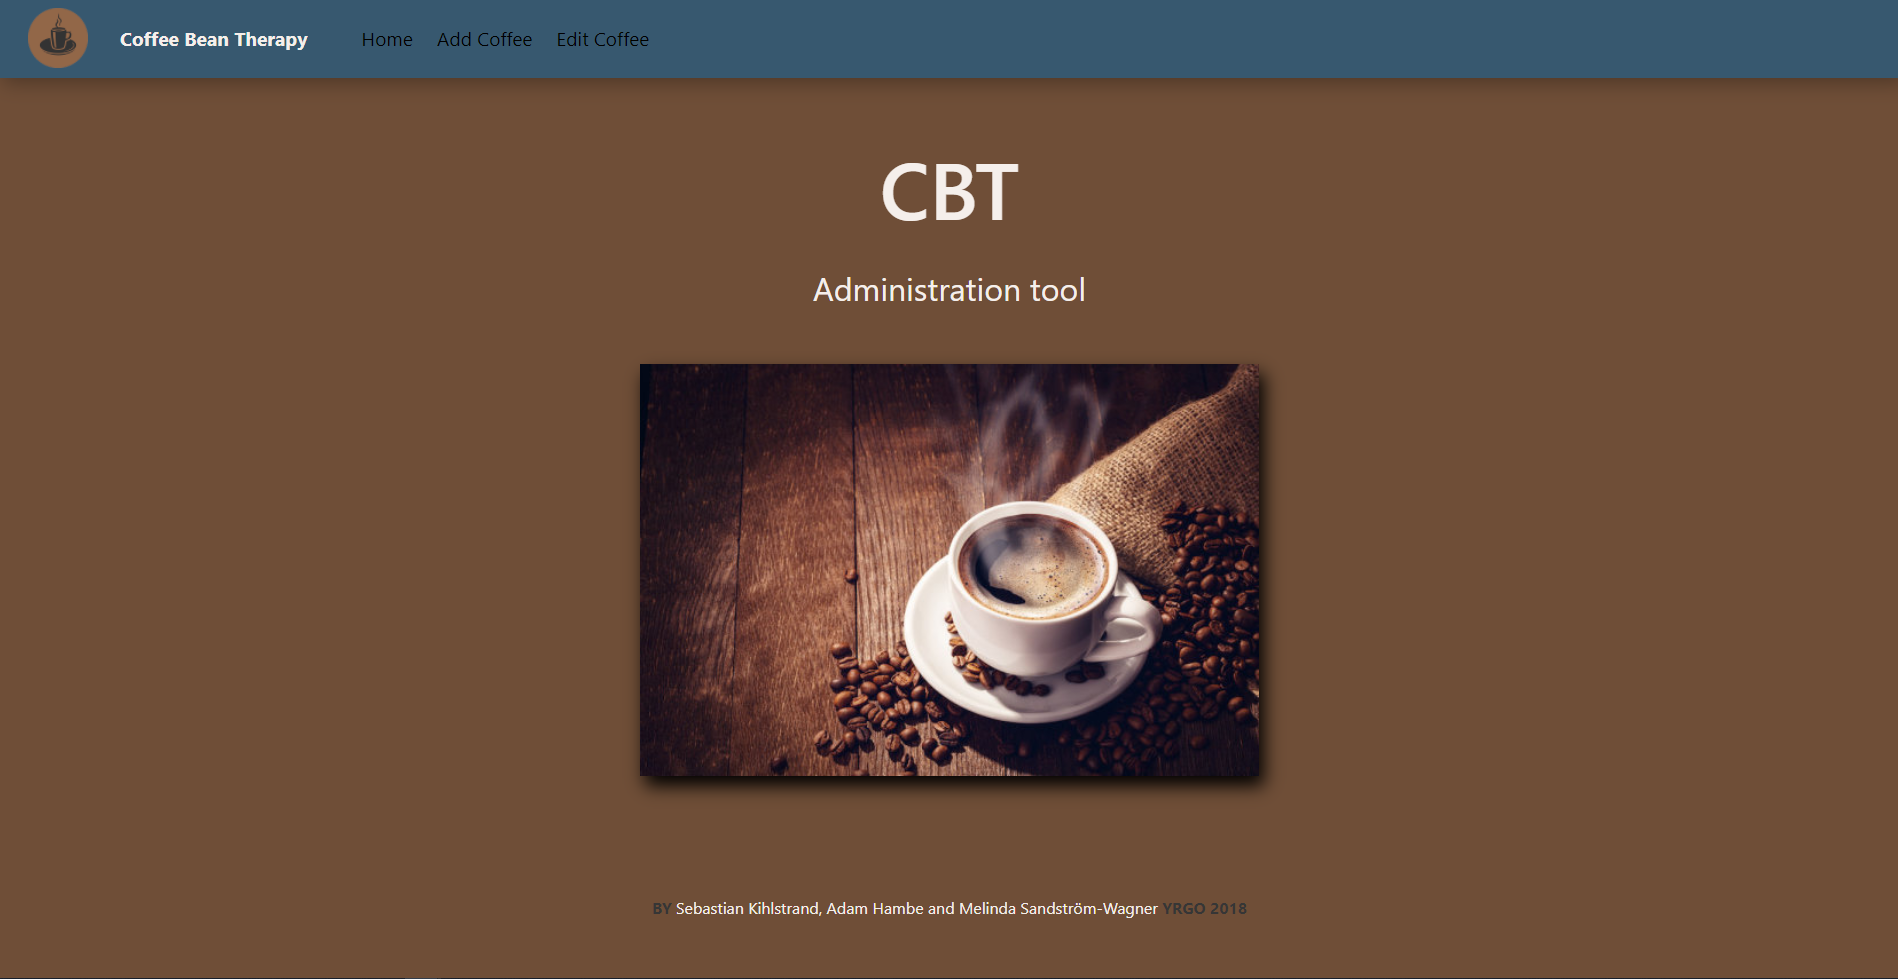 Coffee Bean Therapy Home Add Coffee Edit Coffee
CBT
Administration tool
BY Sebastian Kihlstrand, Adam Hambe and Melinda Sandström-Wagner YRGO 2018